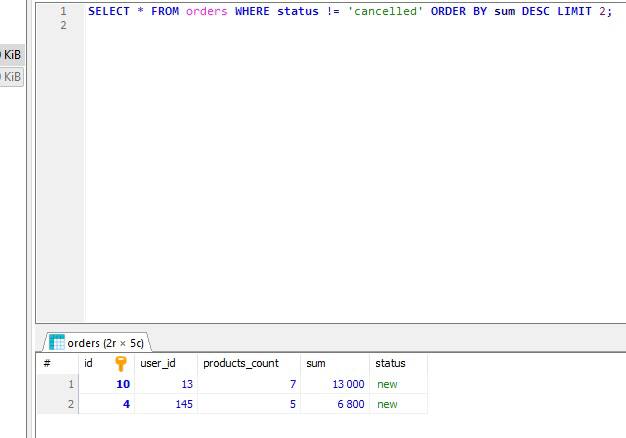 1 SELECT * FROM orders WHERE status != 'cancelled' ORDER BY sum DESC LIMIT 2;
2
KiB
KiB
orders (2r × 5c)
# id user_id products_count sum status
1 10 13 7 13 000 new
2 4 145 5 6 800 new